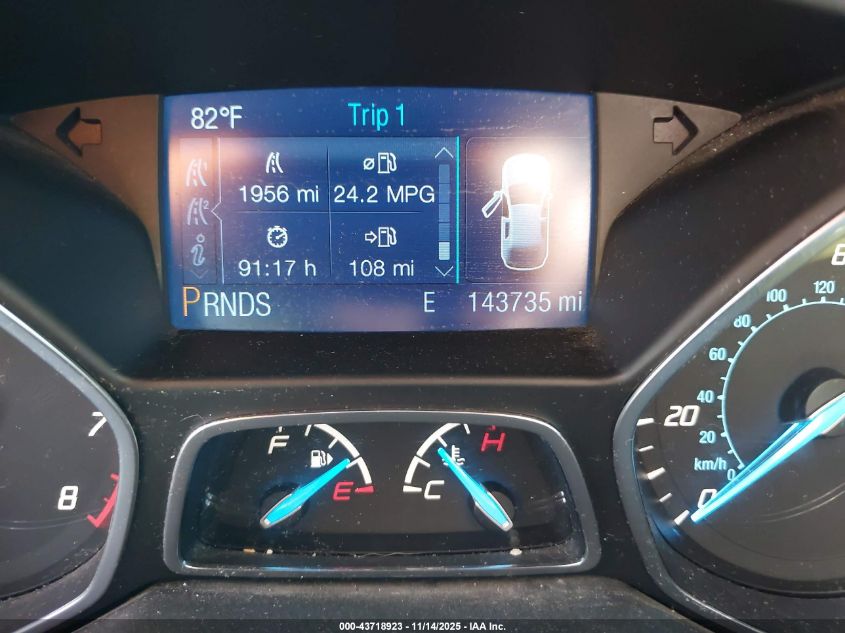 82°F Trip 1
1956 mi 24.2 MPG
91:17 h 108 mi
PRNDS E 143735 mi
7
8
F
E
H
C
120
100
80
60
40
20
0
km/h
20
0
000-43718923 - 11/14/2025 - IAA Inc.